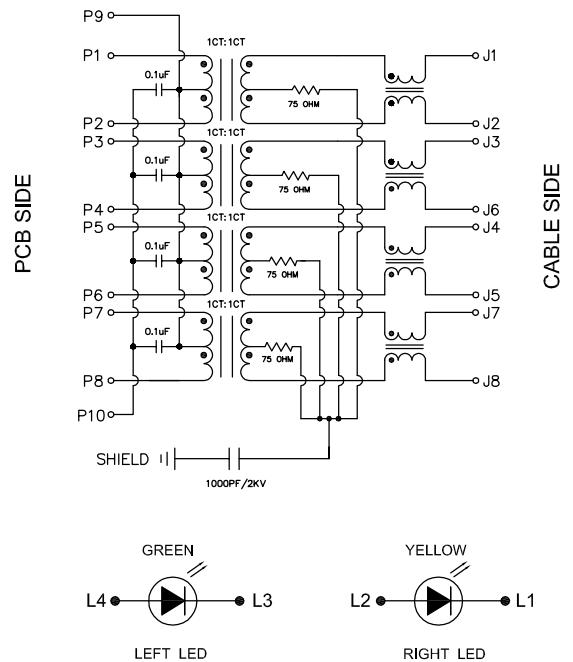 P9
1CT: 1CT
P1
J1
0.1uF
75 OHM
P2
1CT: 1CT
J2
P3
J3
0.1uF
75 OHM
P4
J6
P5
1CT: 1CT
J4
0.1uF
75 OHM
P6
J5
P7
1CT: 1CT
J7
0.1uF
75 OHM
P8
J8
P10
PCB SIDE
CABLE SIDE
SHIELD
1000PF/2KV
GREEN
YELLOW
L4
L3
L2
L1
LEFT LED
RIGHT LED